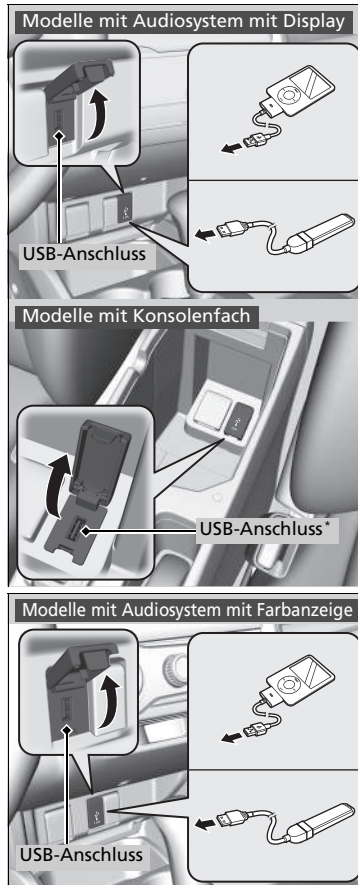 Modelle mit Audiosystem mit Display
USB-Anschluss
Modelle mit Konsolenfach
USB-Anschluss*
Modelle mit Audiosystem mit Farbanzeige
USB-Anschluss